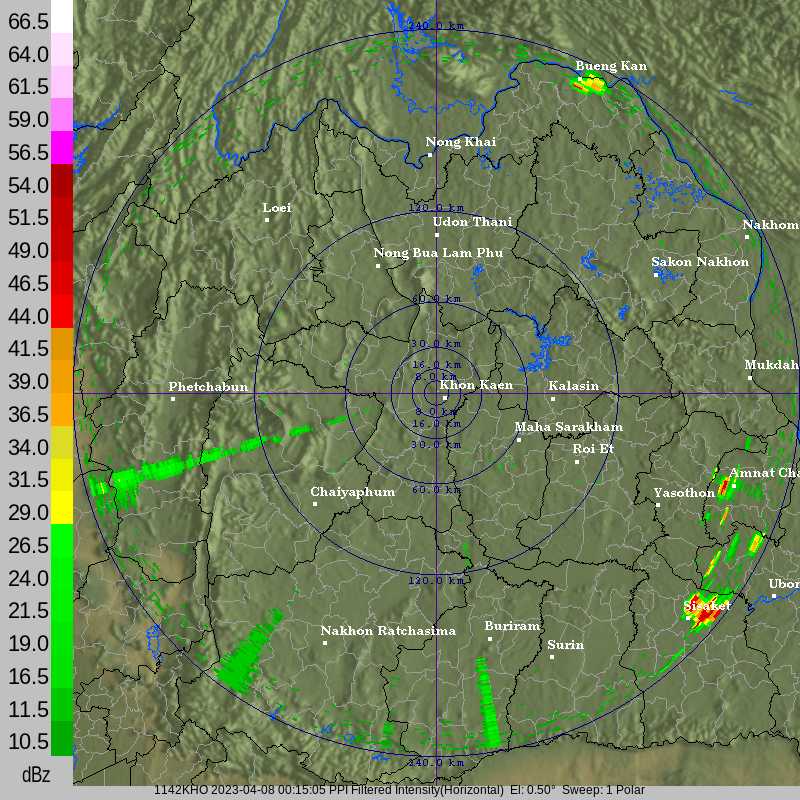 66.5
64.0
61.5
59.0
56.5
54.0
51.5
49.0
46.5
44.0
41.5
39.0
36.5
34.0
31.5
29.0
26.5
24.0
21.5
19.0
16.5
11.5
10.5
dBz
240.0 km
Bueng Kan
Nong Khai
Loei
120.0 km
Udon Thani
Nakhom
Nong Bua Lam Phu
Sakon Nakhon
60.0 km
30.0 km
16.0 km
8.0 km
Mukdah
Phetchabun
Khon Kaen
Kalasin
8.0 km
16.0 km
30.0 km
Maha Sarakham
Roi Et
60.0 km
Amnat Cha
Chaiyaphum
Yasothon
120.0 km
Ubon
Sisaket
Nakhon Ratchasima
Buriram
Surin
240.0 km
1142KHO 2023-04-08 00:15:05 PPI Filtered Intensity(Horizontal) El: 0.50° Sweep: 1 Polar